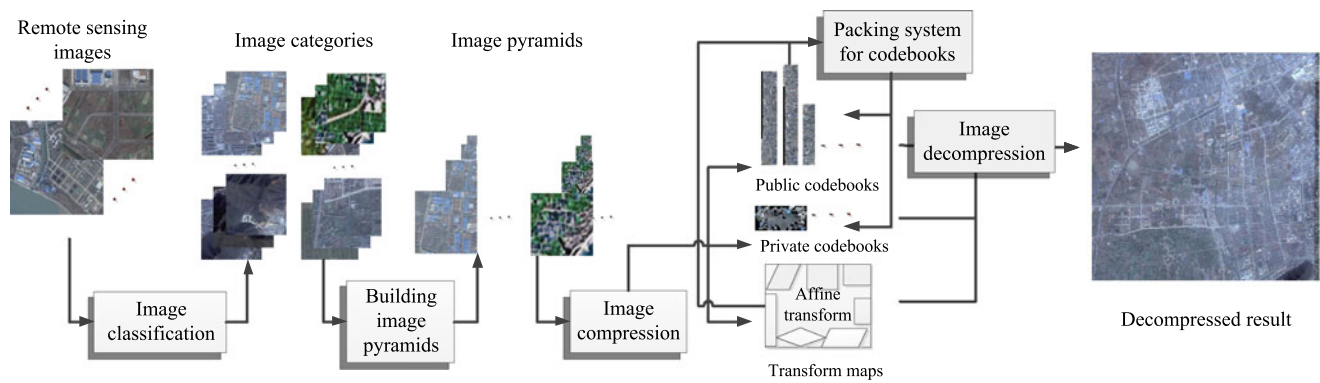 Remote sensing
images
Image categories
Image pyramids
Packing system
for codebooks
Image
decompression
Public codebooks
Private codebooks
Image
classification
Building
image
pyramids
Image
compression
Affine
transform
Transform maps
Decompressed result